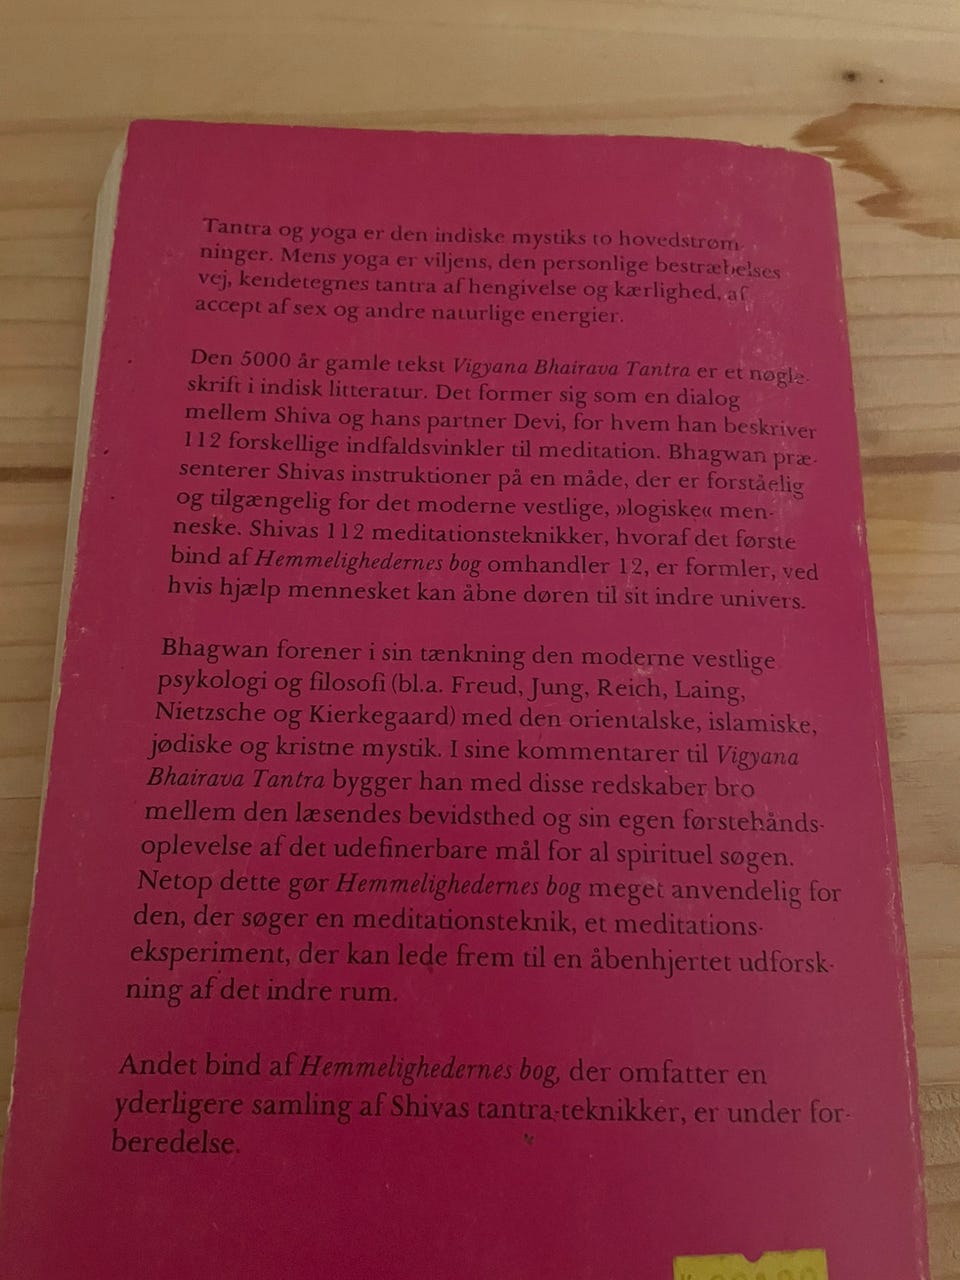 Tantra og yoga er den indiske mystiks to hovedstrøm-
ninger. Mens yoga er viljens, den personlige bestræbelses
vej, kendetegnes tantra af hengivelse og kærlighed, af
accept af sex og andre naturlige energier.
Den 5000 år gamle tekst Vigyana Bhairava Tantra er et nøgle-
skrift i indisk litteratur. Det former sig som en dialog
mellem Shiva og hans partner Devi, for hvem han beskriver
112 forskellige indfaldsvinkler til meditation. Bhagwan præ-
senterer Shivas instruktioner på en måde, der er forståelig
og tilgængelig for det moderne vestlige, »logiske« men-
neske. Shivas 112 meditationsteknikker, hvoraf det første
bind af Hemmelighedernes bog omhandler 12, er formler, ved
hvis hjælp mennesket kan åbne døren til sit indre univers.
Bhagwan forener i sin tænkning den moderne vestlige
psykologi og filosofi (bl.a. Freud, Jung, Reich, Laing,
Nietzsche og Kierkegaard) med den orientalske, islamiske,
jødiske og kristne mystik. I sine kommentarer til Vigyana
Bhairava Tantra bygger han med disse redskaber bro
mellem den læsendes bevidsthed og sin egen førstehånds-
oplevelse af det udefinerbare mål for al spirituel søgen.
Netop dette gør Hemmelighedernes bog meget anvendelig for
den, der søger en meditationsteknik, et meditations-
eksperiment, der kan lede frem til en åbenhjertet udforsk-
ning af det indre rum.
Andet bind af Hemmelighedernes bog, der omfatter en
yderligere samling af Shivas tantra-teknikker, er under for-
beredelse.